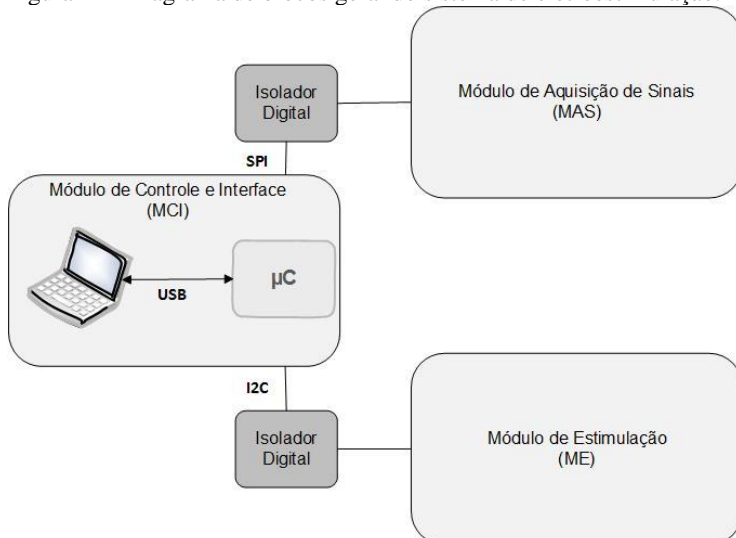 Isolador
Digital
Módulo de Aquisição de Sinais
(MAS)
SPI
Módulo de Controle e Interface
(MCI)
USB
µC
I2C
Isolador
Digital
Módulo de Estimulação
(ME)